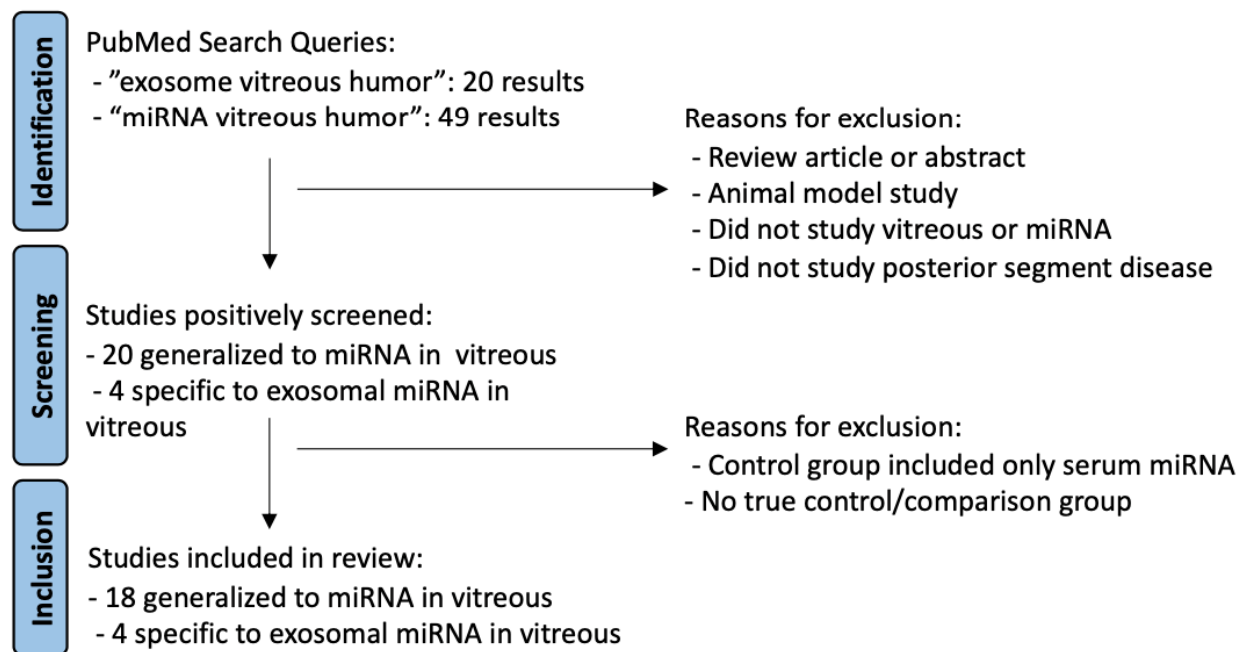 Identification
PubMed Search Queries:
- ”exosome vitreous humor”: 20 results
- “miRNA vitreous humor”: 49 results
Reasons for exclusion:
- Review article or abstract
- Animal model study
- Did not study vitreous or miRNA
- Did not study posterior segment disease
Screening
Studies positively screened:
- 20 generalized to miRNA in vitreous
- 4 specific to exosomal miRNA in
vitreous
Reasons for exclusion:
- Control group included only serum miRNA
- No true control/comparison group
Inclusion
Studies included in review:
- 18 generalized to miRNA in vitreous
- 4 specific to exosomal miRNA in vitreous